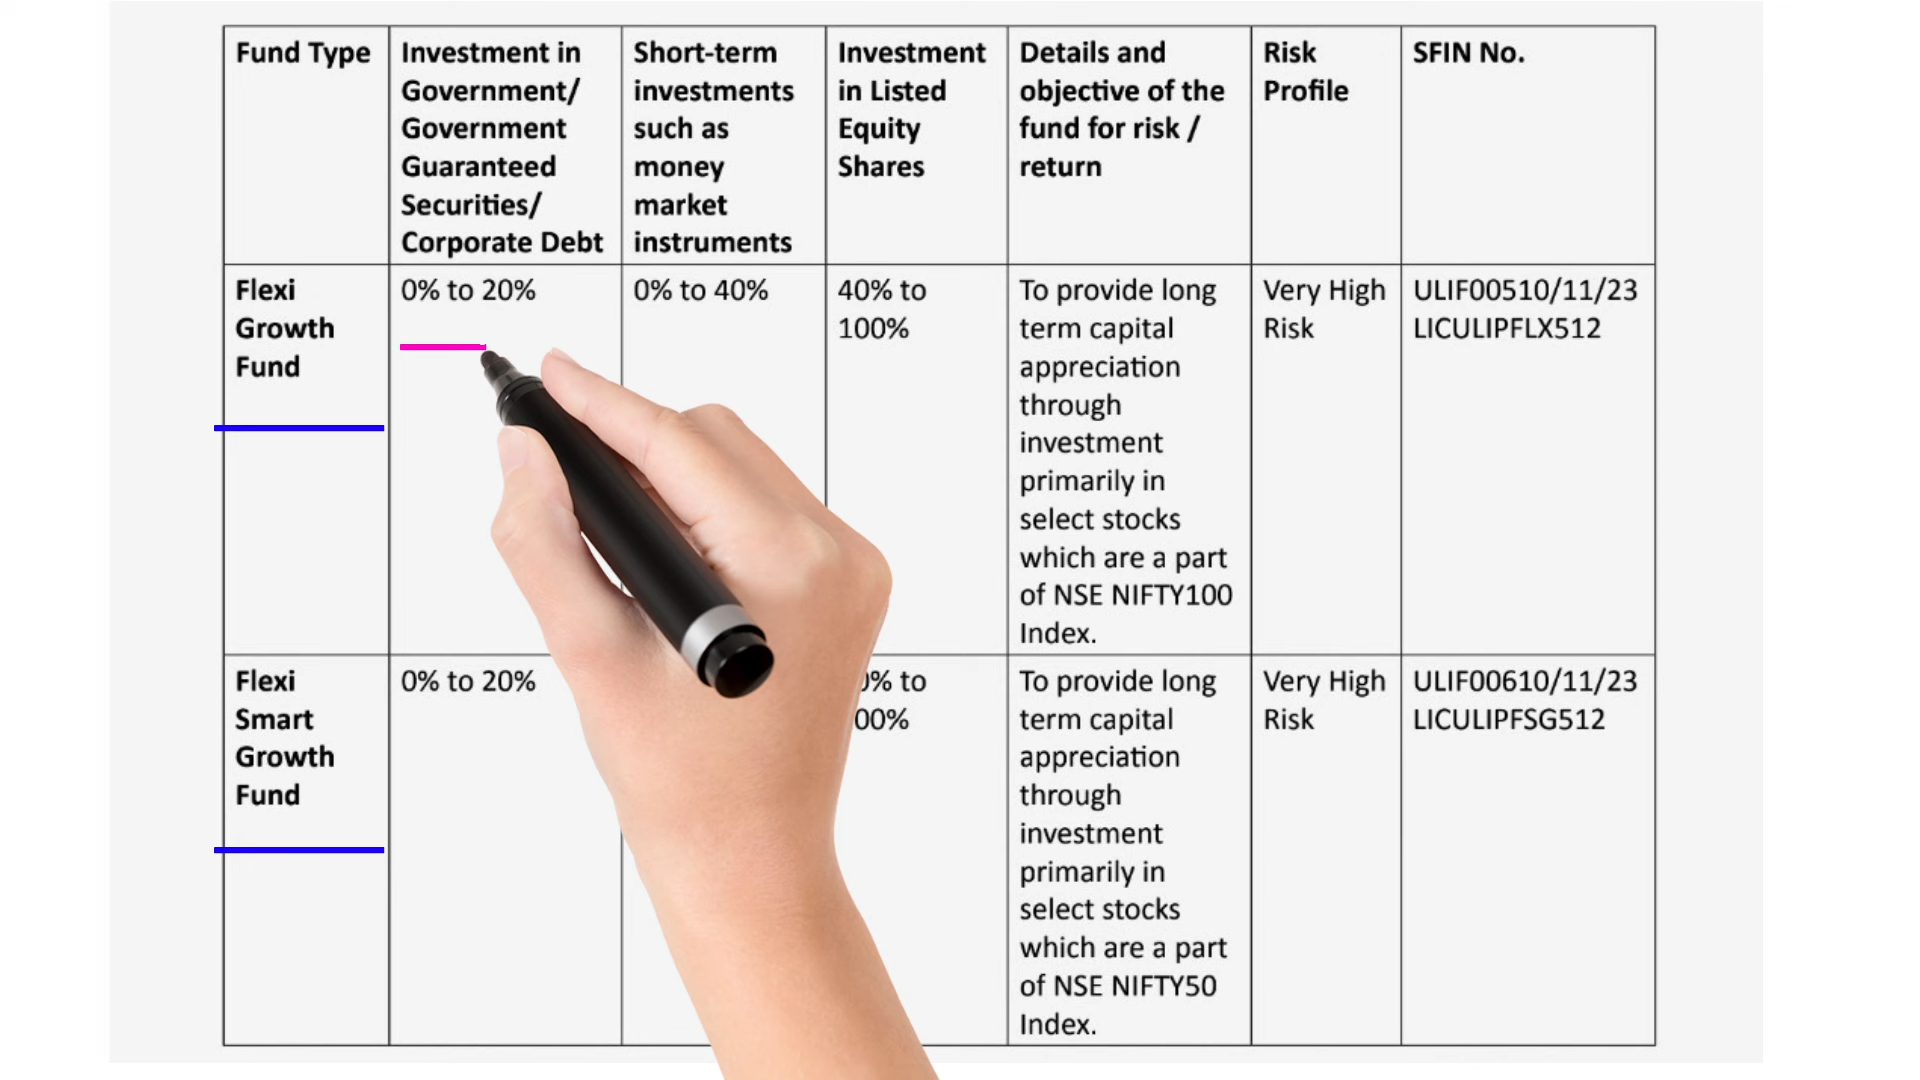 Fund Type
Investment in
Government/
Government
Guaranteed
Securities/
Corporate Debt
Short-term
investments
such as
money
market
instruments
Investment
in Listed
Equity
Shares
Details and
objective of the
fund for risk /
return
Risk
Profile
SFIN No.
Flexi
Growth
Fund
0% to 20%
0% to 40%
40% to
100%
To provide long
term capital
appreciation
through
investment
primarily in
select stocks
which are a part
of NSE NIFTY100
Index.
Very High
Risk
ULIF00510/11/23
LICULIPFLX512
Flexi
Smart
Growth
Fund
0% to 20%
% to
00%
To provide long
term capital
appreciation
through
investment
primarily in
select stocks
which are a part
of NSE NIFTY50
Index.
Very High
Risk
ULIF00610/11/23
LICULIPFSG512